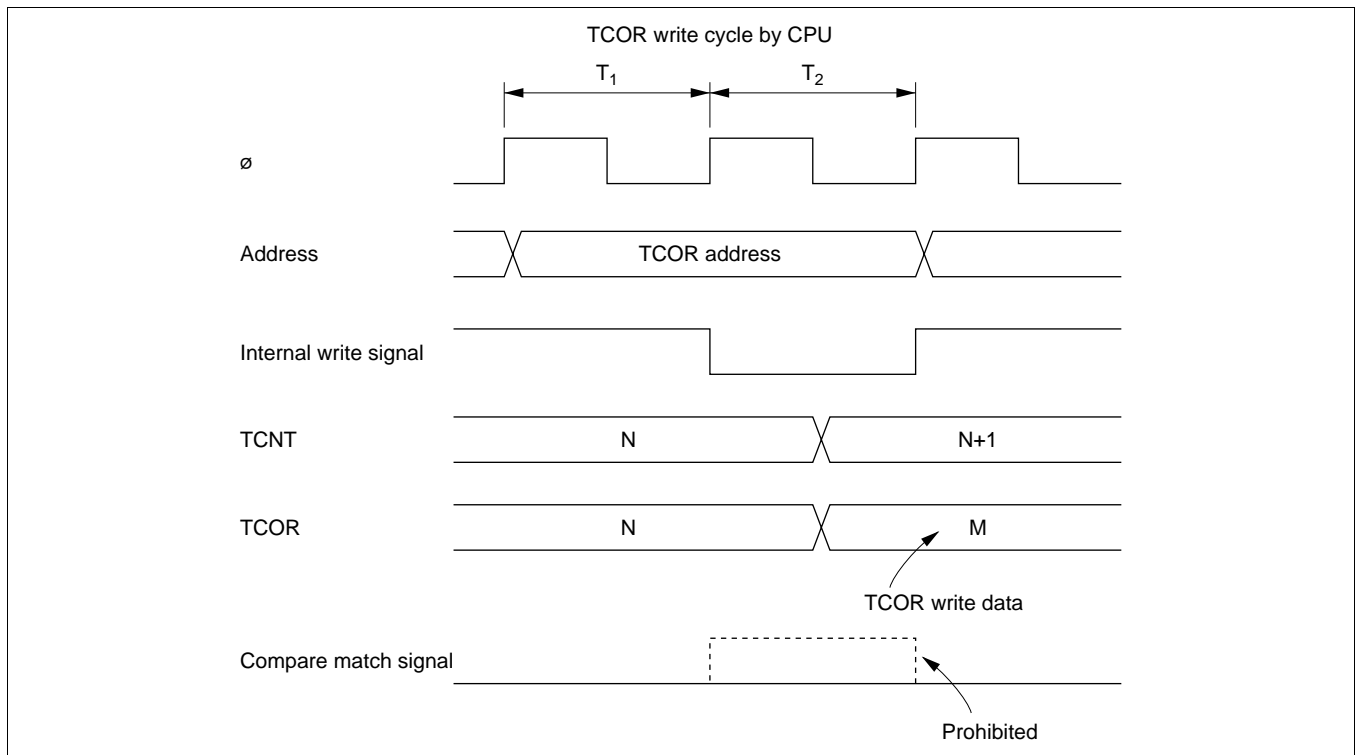 TCOR write cycle by CPU
T1 T2
ø
Address TCOR address
Internal write signal
TCNT N N+1
TCOR N M
TCOR write data
Compare match signal
Prohibited